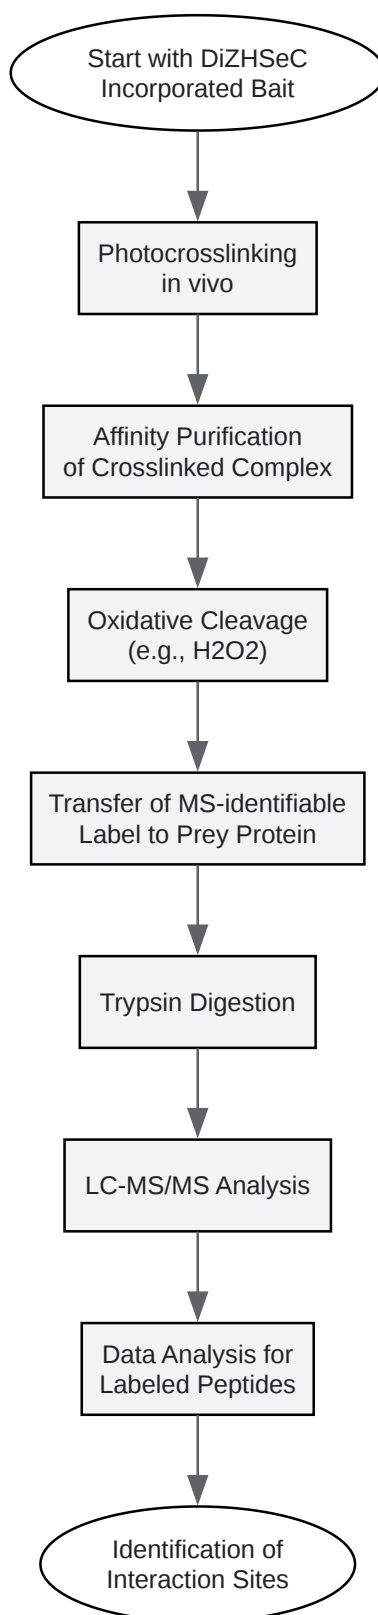 Start with DiZHSeC
Incorporated Bait
Photocrosslinking
in vivo
Affinity Purification
of Crosslinked Complex
Oxidative Cleavage
(e.g., H2O2)
Transfer of MS-identifiable
Label to Prey Protein
Trypsin Digestion
LC-MS/MS Analysis
Data Analysis for
Labeled Peptides
Identification of
Interaction Sites